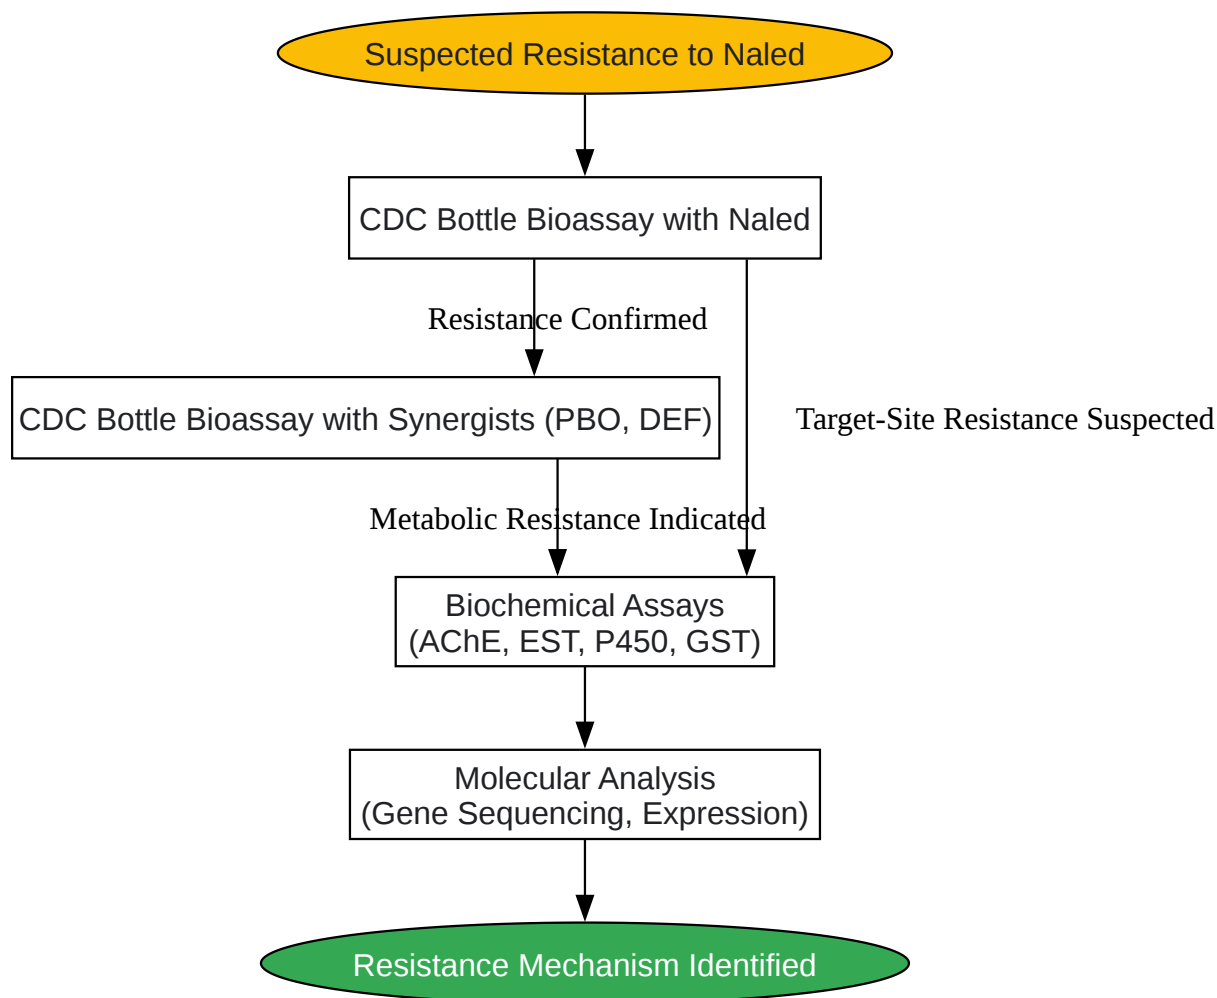 Suspected Resistance to Naled
CDC Bottle Bioassay with Naled
Resistance Confirmed
CDC Bottle Bioassay with Synergists (PBO, DEF)
Target-Site Resistance Suspected
Metabolic Resistance Indicated
Biochemical Assays
(AChE, EST, P450, GST)
Molecular Analysis
(Gene Sequencing, Expression)
Resistance Mechanism Identified